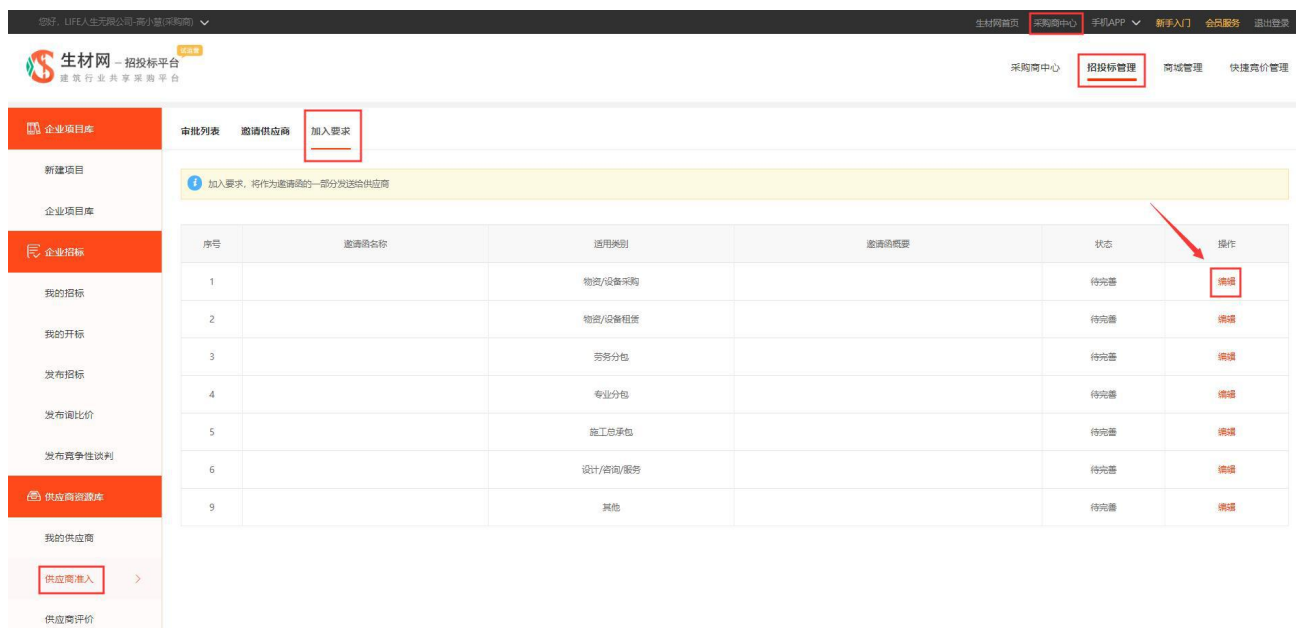 您好，LIFE人生无限公司-高小慧(采购商)
生材网首页 采购商中心 手机APP 新手入门 会员服务 退出登录
生材网 – 招投标平台 试运营
建筑行业共享采购平台
采购商中心 招投标管理 商城管理 快捷竞价管理
企业项目库
新建项目
企业项目库
企业招标
我的招标
我的开标
发布招标
发布询比价
发布竞争性谈判
供应商资源库
我的供应商
供应商准入
供应商评价
审批列表 邀请供应商 加入要求
加入要求，将作为邀请函的一部分发送给供应商
序号 邀请函名称 适用类别 邀请函概要 状态 操作
1 物资/设备采购 待完善 编辑
2 物资/设备租赁 待完善 编辑
3 劳务分包 待完善 编辑
4 专业分包 待完善 编辑
5 施工总承包 待完善 编辑
6 设计/咨询/服务 待完善 编辑
9 其他 待完善 编辑